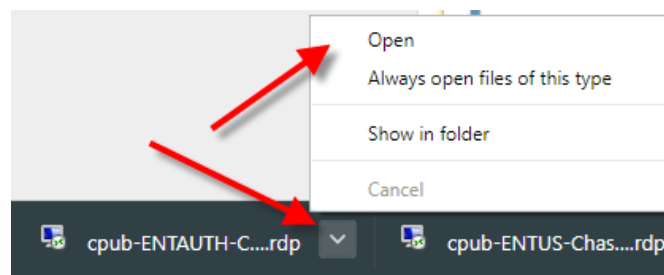 Open
Always open files of this type
Show in folder
Cancel
cpub-ENTAUTH-C....rdp
cpub-ENTUS-Chas....rdp